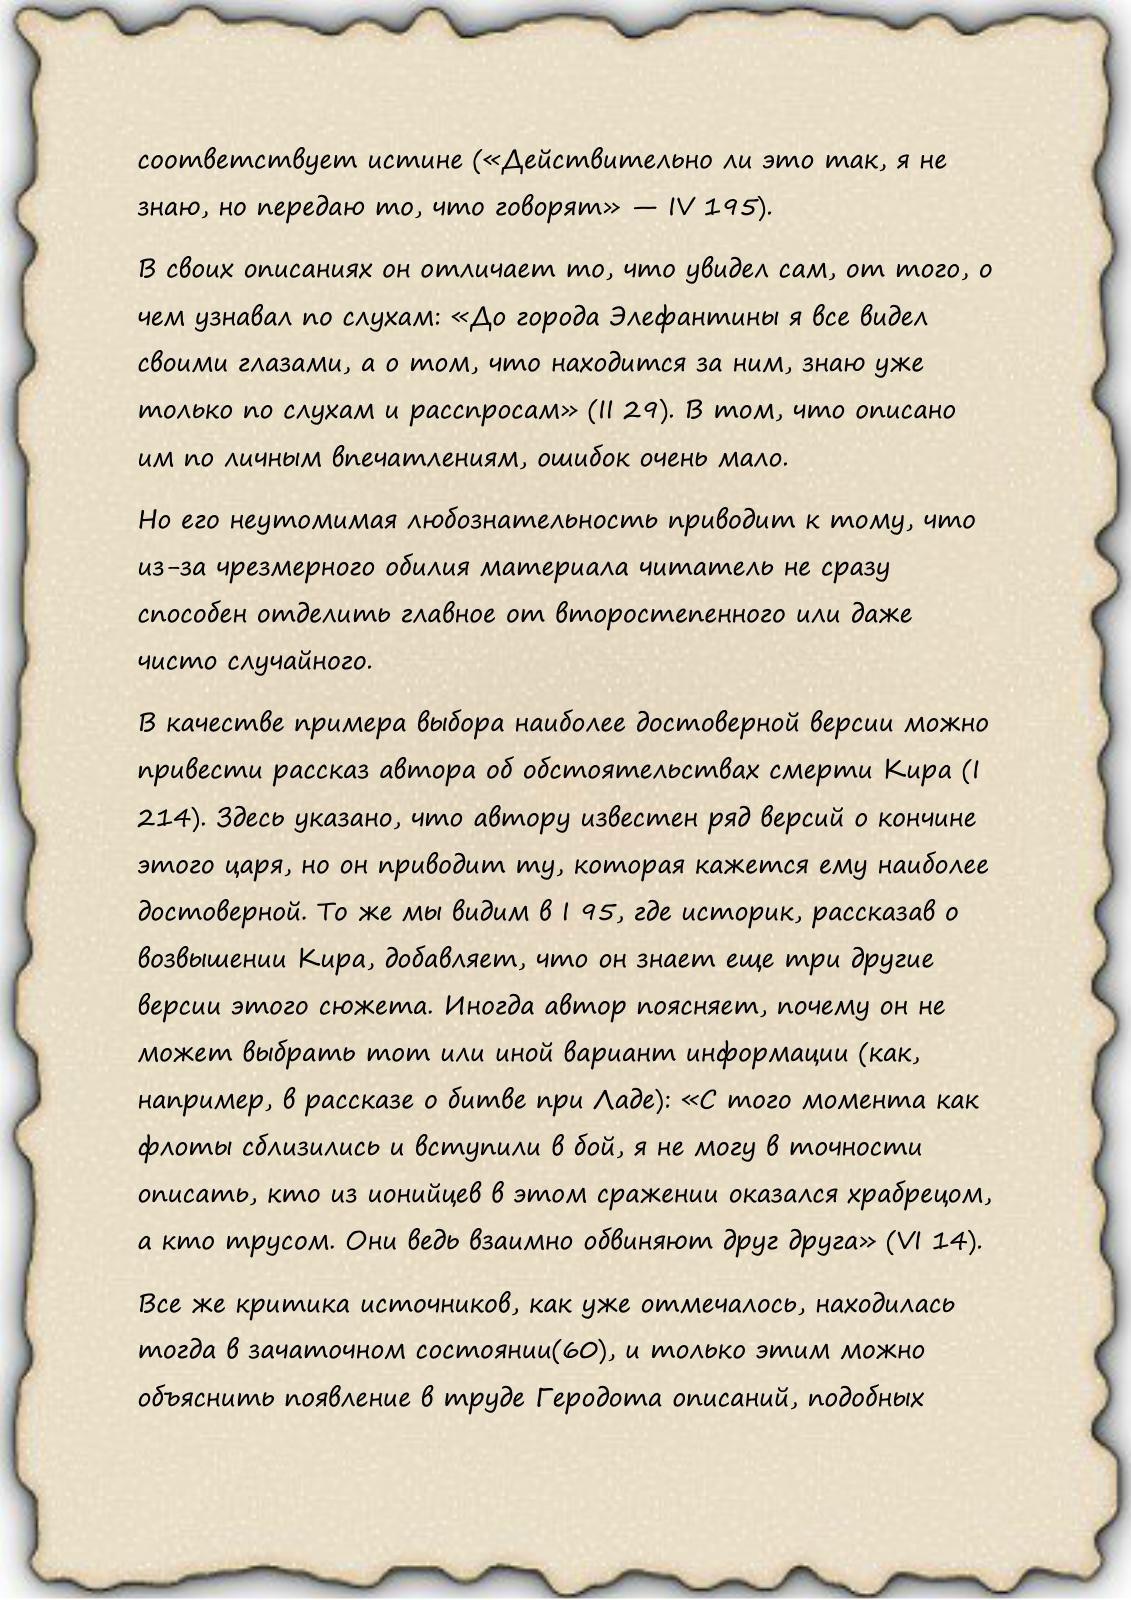 соответствует истине («Действительно ли это так, я не
знаю, но передаю то, что говорят» — IV 195).
В своих описаниях он отличает то, что увидел сам, от того, о
чем узнавал по слухам: «До города Элефантины я все видел
своими глазами, а о том, что находится за ним, знаю уже
только по слухам и расспросам» (II 29). В том, что описано
им по личным впечатлениям, ошибок очень мало.
Но его неутомимая любознательность приводит к тому, что
из-за чрезмерного обилия материала читатель не сразу
способен отделить главное от второстепенного или даже
чисто случайного.
В качестве примера выбора наиболее достоверной версии можно
привести рассказ автора об обстоятельствах смерти Кира (I
214). Здесь указано, что автору известен ряд версий о кончине
этого царя, но он приводит ту, которая кажется ему наиболее
достоверной. То же мы видим в I 95, где историк, рассказав о
возвышении Кира, добавляет, что он знает еще три другие
версии этого сюжета. Иногда автор поясняет, почему он не
может выбрать тот или иной вариант информации (как,
например, в рассказе о битве при Ладе): «С того момента как
флоты сблизились и вступили в бой, я не могу в точности
описать, кто из ионийцев в этом сражении оказался храбрецом,
а кто трусом. Они ведь взаимно обвиняют друг друга» (VI 14).
Все же критика источников, как уже отмечалось, находилась
тогда в зачаточном состоянии(60), и только этим можно
объяснить появление в труде Геродота описаний, подобных